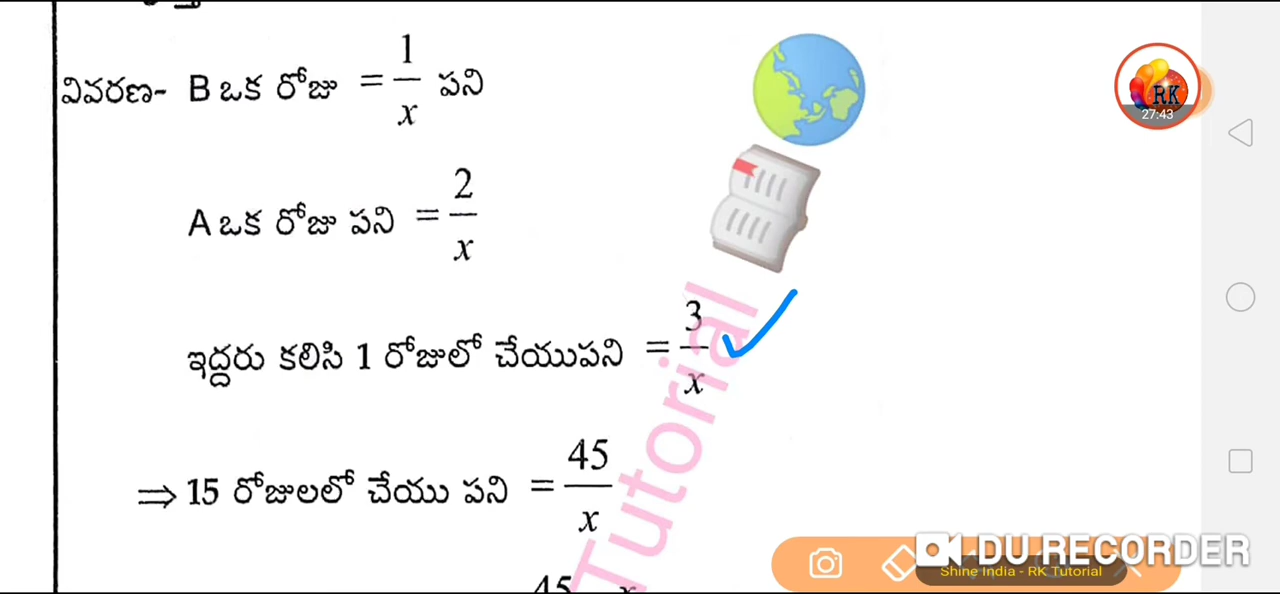 వివరణ- B ఒక రోజు = 1/x పని
A ఒక రోజు పని = 2/x
ఇద్దరు కలిసి 1 రోజులో చేయుపని = 3/x
⇒ 15 రోజులలో చేయు పని = 45/x
45
Tutorial
RK
27:43
DU RECORDER
Shine India - RK Tutorial